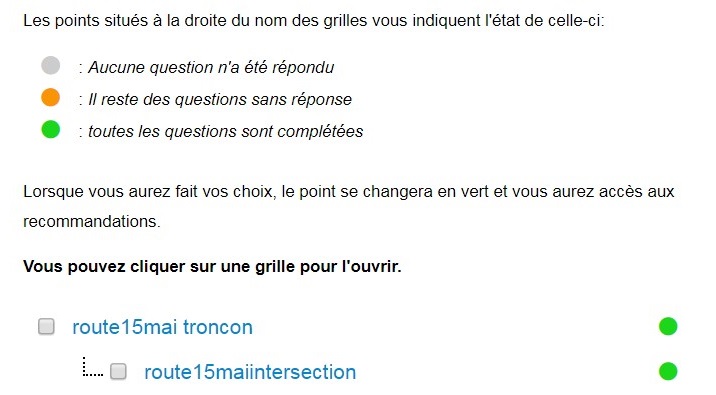 Les points situés à la droite du nom des grilles vous indiquent l'état de celle-ci:
: Aucune question n'a été répondu
: Il reste des questions sans réponse
: toutes les questions sont complétées
Lorsque vous aurez fait vos choix, le point se changera en vert et vous aurez accès aux
recommandations.
Vous pouvez cliquer sur une grille pour l'ouvrir.
route15mai troncon
route15maiintersection